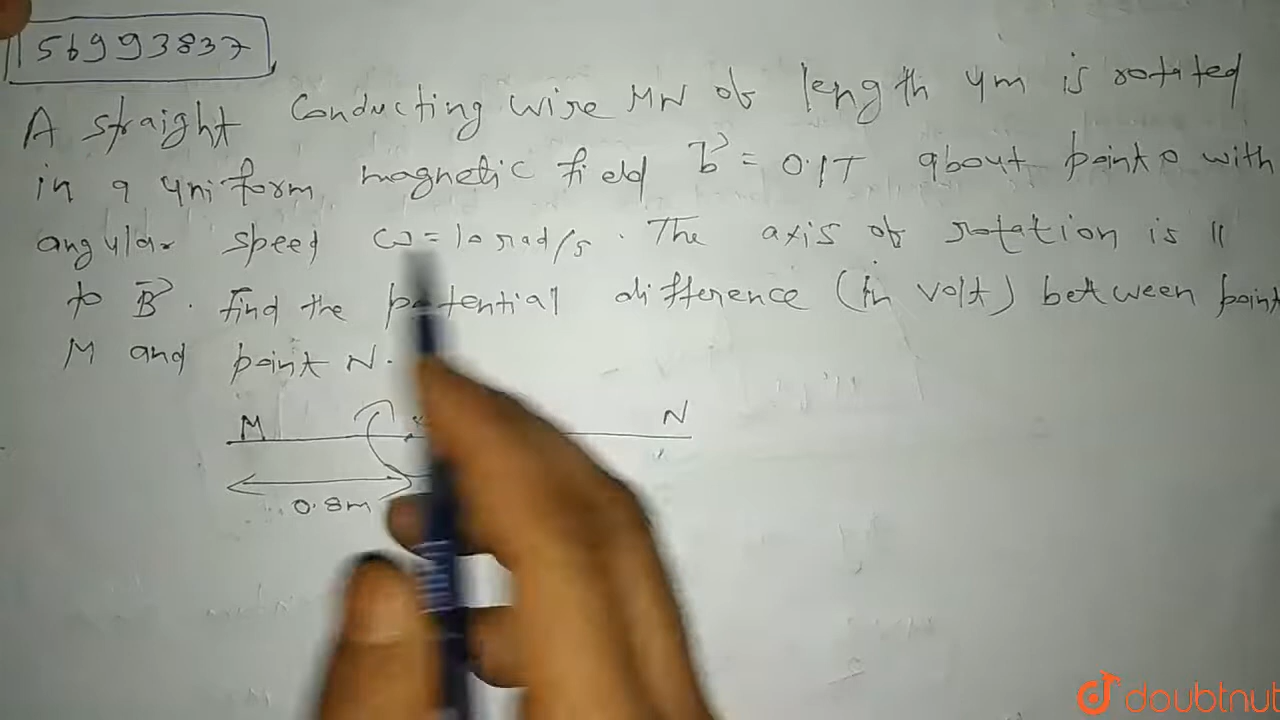 56993837
A straight conducting wire MN of length 4m is rotated
in a uniform magnetic field B = 0.1T about point o with
angular speed ω = 10 rad/s. The axis of rotation is ||
to B. Find the potential difference (in volt) between point
M and point N.
M N
0.8m
doubtnut